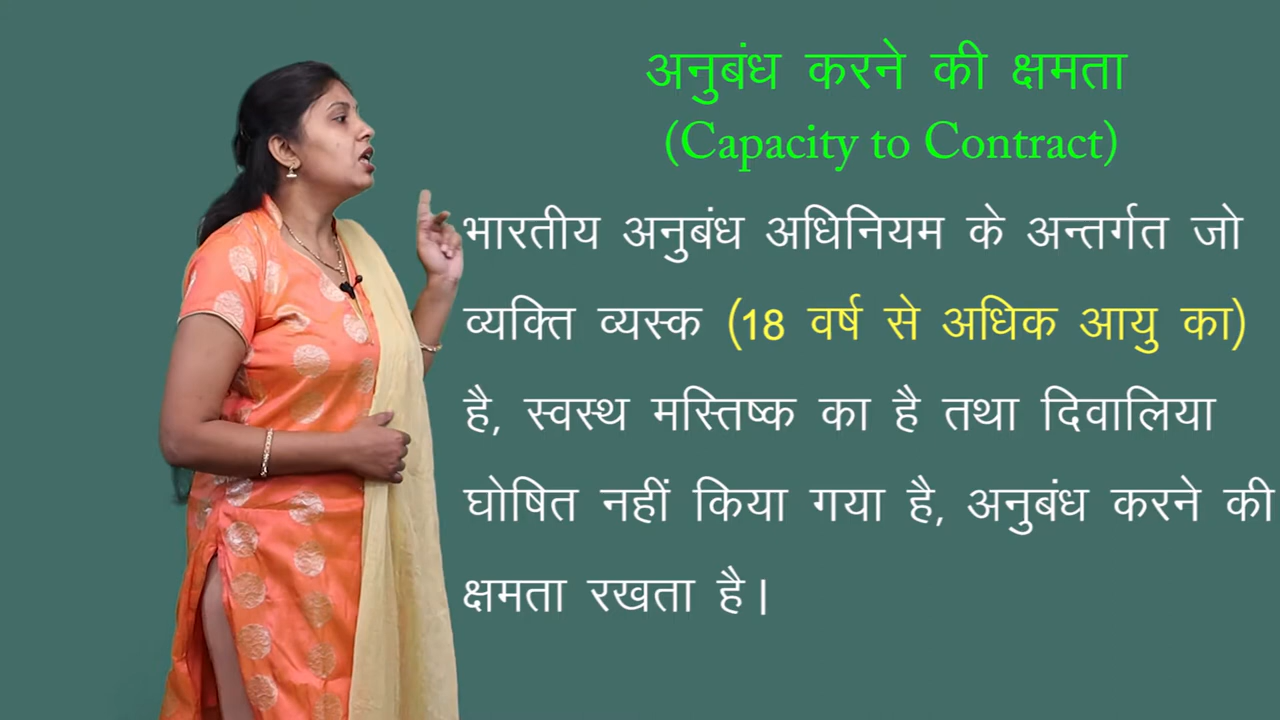 अनुबंध करने की क्षमता
(Capacity to Contract)
भारतीय अनुबंध अधिनियम के अन्तर्गत जो
व्यक्ति व्यस्क (18 वर्ष से अधिक आयु का)
है, स्वस्थ मस्तिष्क का है तथा दिवालिया
घोषित नहीं किया गया है, अनुबंध करने की
क्षमता रखता है।